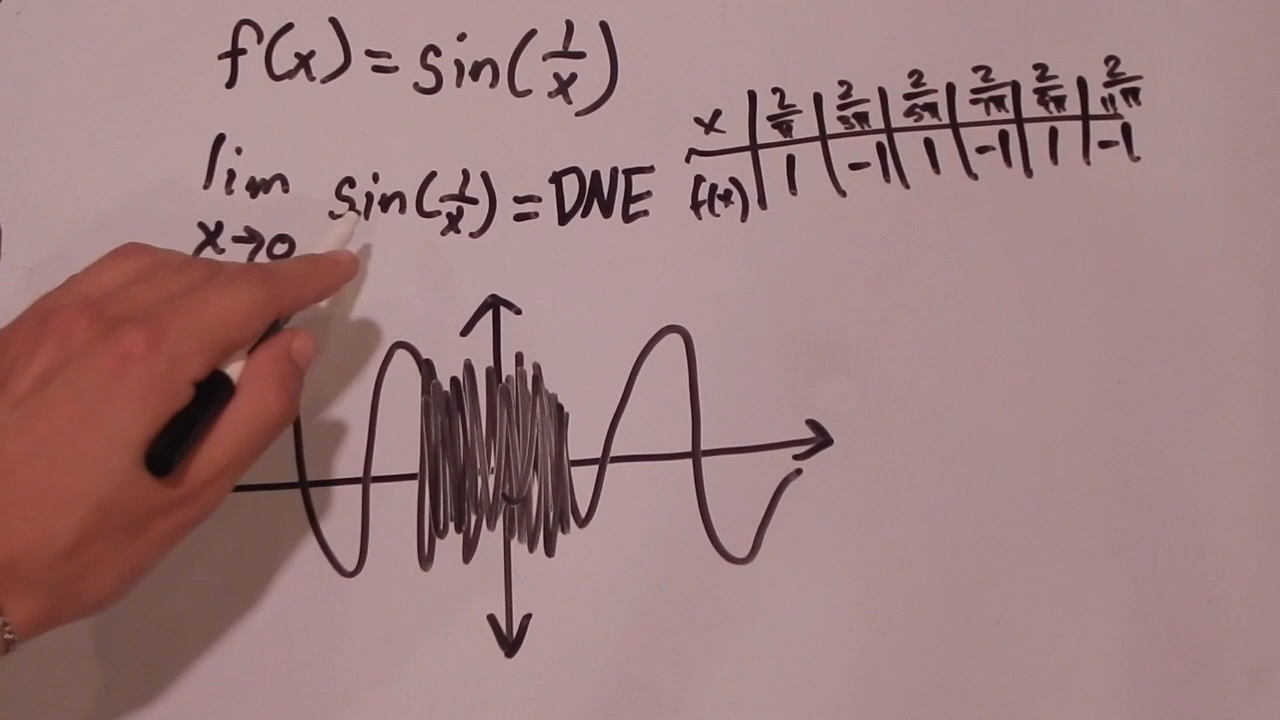 f(x) = sin(1/x)
lim x→0 sin(1/x) = DNE
x | 2/π | 2/3π | 2/5π | 2/7π | 2/9π | 2/11π
f(x) | 1 | -1 | 1 | -1 | 1 | -1